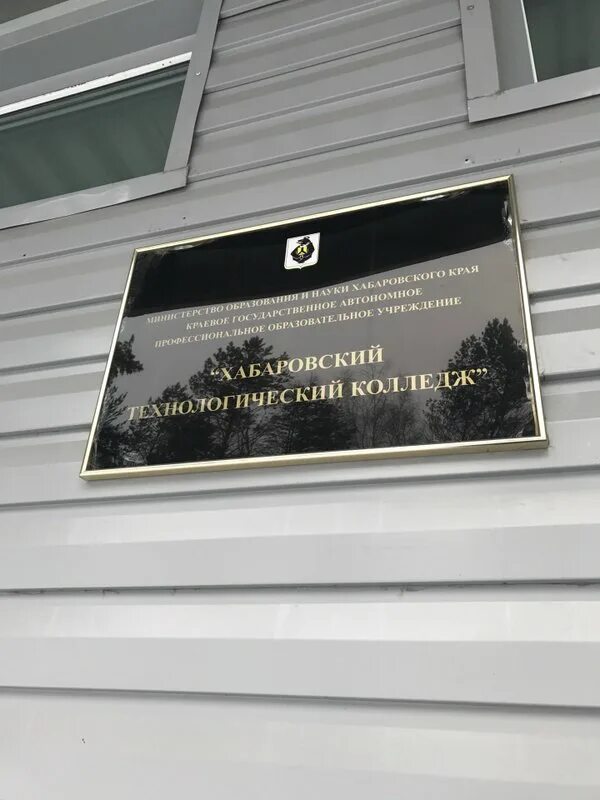 МИНИСТЕРСТВО ОБРАЗОВАНИЯ И НАУКИ ХАБАРОВСКОГО КРАЯ
КРАЕВОЕ ГОСУДАРСТВЕННОЕ АВТОНОМНОЕ
ПРОФЕССИОНАЛЬНОЕ ОБРАЗОВАТЕЛЬНОЕ УЧРЕЖДЕНИЕ
“ХАБАРОВСКИЙ
ТЕХНОЛОГИЧЕСКИЙ КОЛЛЕДЖ”